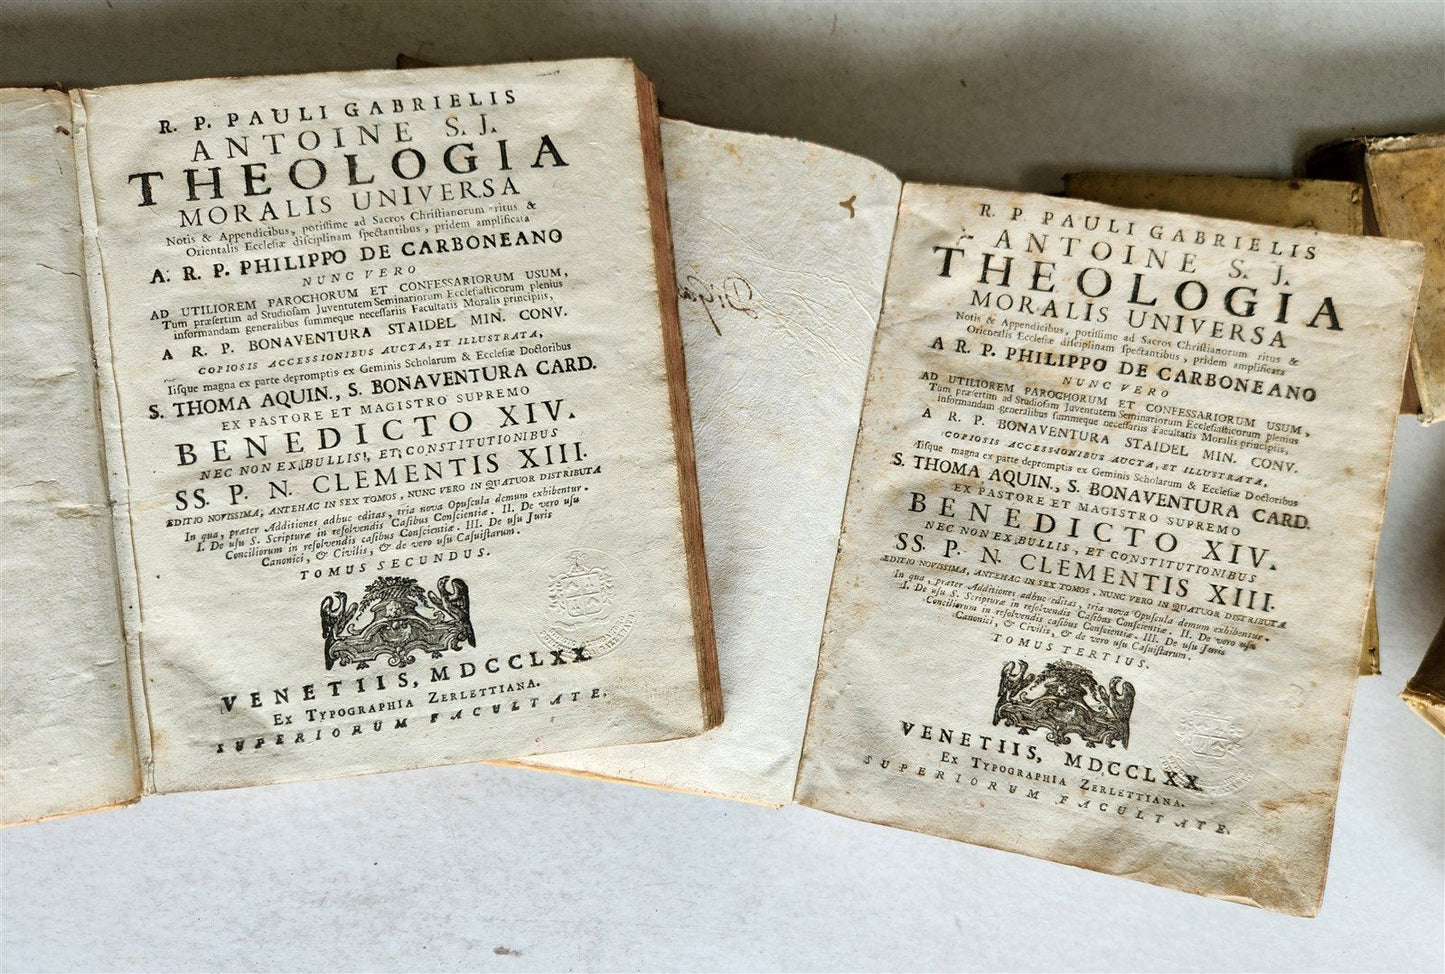 R. P. PAULI GABRIELIS
ANTOINE S. J.
THEOLOGIA
MORALIS UNIVERSA
Notis & Appendicibus, potiſſime ad Sacros Chriſtianorum ritus &
Orientalis Eccleſiæ diſciplinam ſpectantibus, pridem amplificata
A. R. P. PHILIPPO DE CARBONEANO
NUNC VERO
AD UTILIOREM PAROCHORUM ET CONFESSARIORUM USUM,
Tum præſertim ad Studioſam Juventutem Seminariorum Eccleſiaſticorum plenius
informandam generalibus ſummeque neceſſariis Facultatis Moralis principiis,
A R. P. BONAVENTURA STAIDEL MIN. CONV.
COPIOSIS ACCESSIONIBUS AUCTA, ET ILLUSTRATA,
Iiſque magna ex parte depromptis ex Geminis Scholarum & Eccleſiæ Doctoribus
S. THOMA AQUIN., S. BONAVENTURA CARD.
EX PASTORE ET MAGISTRO SUPREMO
BENEDICTO XIV.
NEC NON EX BULLIS, ET CONSTITUTIONIBUS
SS. P. N. CLEMENTIS XIII.
EDITIO NOVISSIMA, ANTEHAC IN SEX TOMOS, NUNC VERO IN QUATUOR DISTRIBUTA
In qua, præter Additiones adhuc editas, tria nova Opuſcula demum exhibentur.
I. De uſu S. Scripturæ in reſolvendis Caſibus Conſcientiæ. II. De vero uſu
Conciliorum in reſolvendis caſibus Conſcientiæ. III. De uſu Juris
Canonici, & Civilis, & de vero uſu Caſuiſtarum.
TOMUS SECUNDUS.
VENETIIS, MDCCLXX
EX TYPOGRAPHIA ZERLETTIANA.
SUPERIORUM FACULTATE.
R. P. PAULI GABRIELIS
ANTOINE S. J.
THEOLOGIA
MORALIS UNIVERSA
Notis & Appendicibus, potiſſime ad Sacros Chriſtianorum ritus &
Orientalis Eccleſiæ diſciplinam ſpectantibus, pridem amplificata
A R. P. PHILIPPO DE CARBONEANO
NUNC VERO
AD UTILIOREM PAROCHORUM ET CONFESSARIORUM USUM,
Tum præſertim ad Studioſam Juventutem Seminariorum Eccleſiaſticorum plenius
informandam generalibus ſummeque neceſſariis Facultatis Moralis principiis,
A R. P. BONAVENTURA STAIDEL MIN. CONV.
COPIOSIS ACCESSIONIBUS AUCTA, ET ILLUSTRATA,
Iiſque magna ex parte depromptis ex Geminis Scholarum & Eccleſiæ Doctoribus
S. THOMA AQUIN., S. BONAVENTURA CARD.
EX PASTORE ET MAGISTRO SUPREMO
BENEDICTO XIV.
NEC NON EX BULLIS, ET CONSTITUTIONIBUS
SS. P. N. CLEMENTIS XIII.
EDITIO NOVISSIMA, ANTEHAC IN SEX TOMOS, NUNC VERO IN QUATUOR DISTRIBUTA
In qua, præter Additiones adhuc editas, tria nova Opuſcula demum exhibentur.
I. De uſu S. Scripturæ in reſolvendis Caſibus Conſcientiæ. II. De vero uſu
Conciliorum in reſolvendis caſibus Conſcientiæ. III. De uſu Juris
Canonici, & Civilis, & de vero uſu Caſuiſtarum.
TOMUS TERTIUS.
VENETIIS, MDCCLXX
EX TYPOGRAPHIA ZERLETTIANA.
SUPERIORUM FACULTATE.